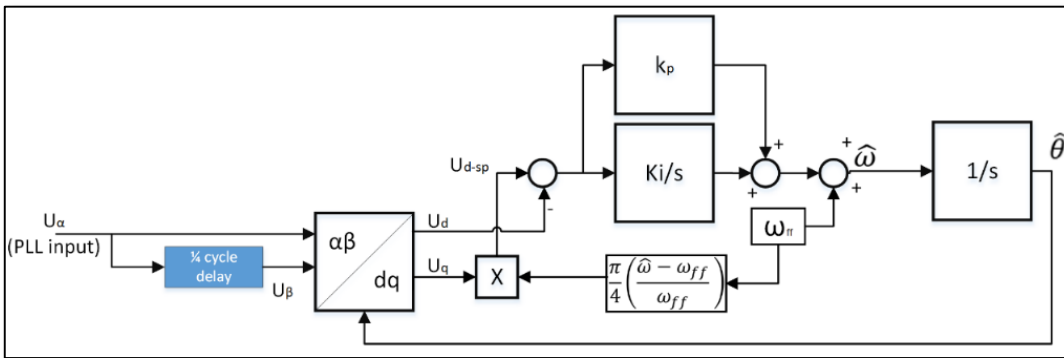 kₚ
+
U_d-sp
Ki/s
+
+
ω̂
1/s
θ̂
+
+
-
U_α
(PLL input)
αβ
U_d
ω_ff
¼ cycle
delay
U_β
dq
U_q
X
π/4((ω̂ − ω_ff)/ω_ff)